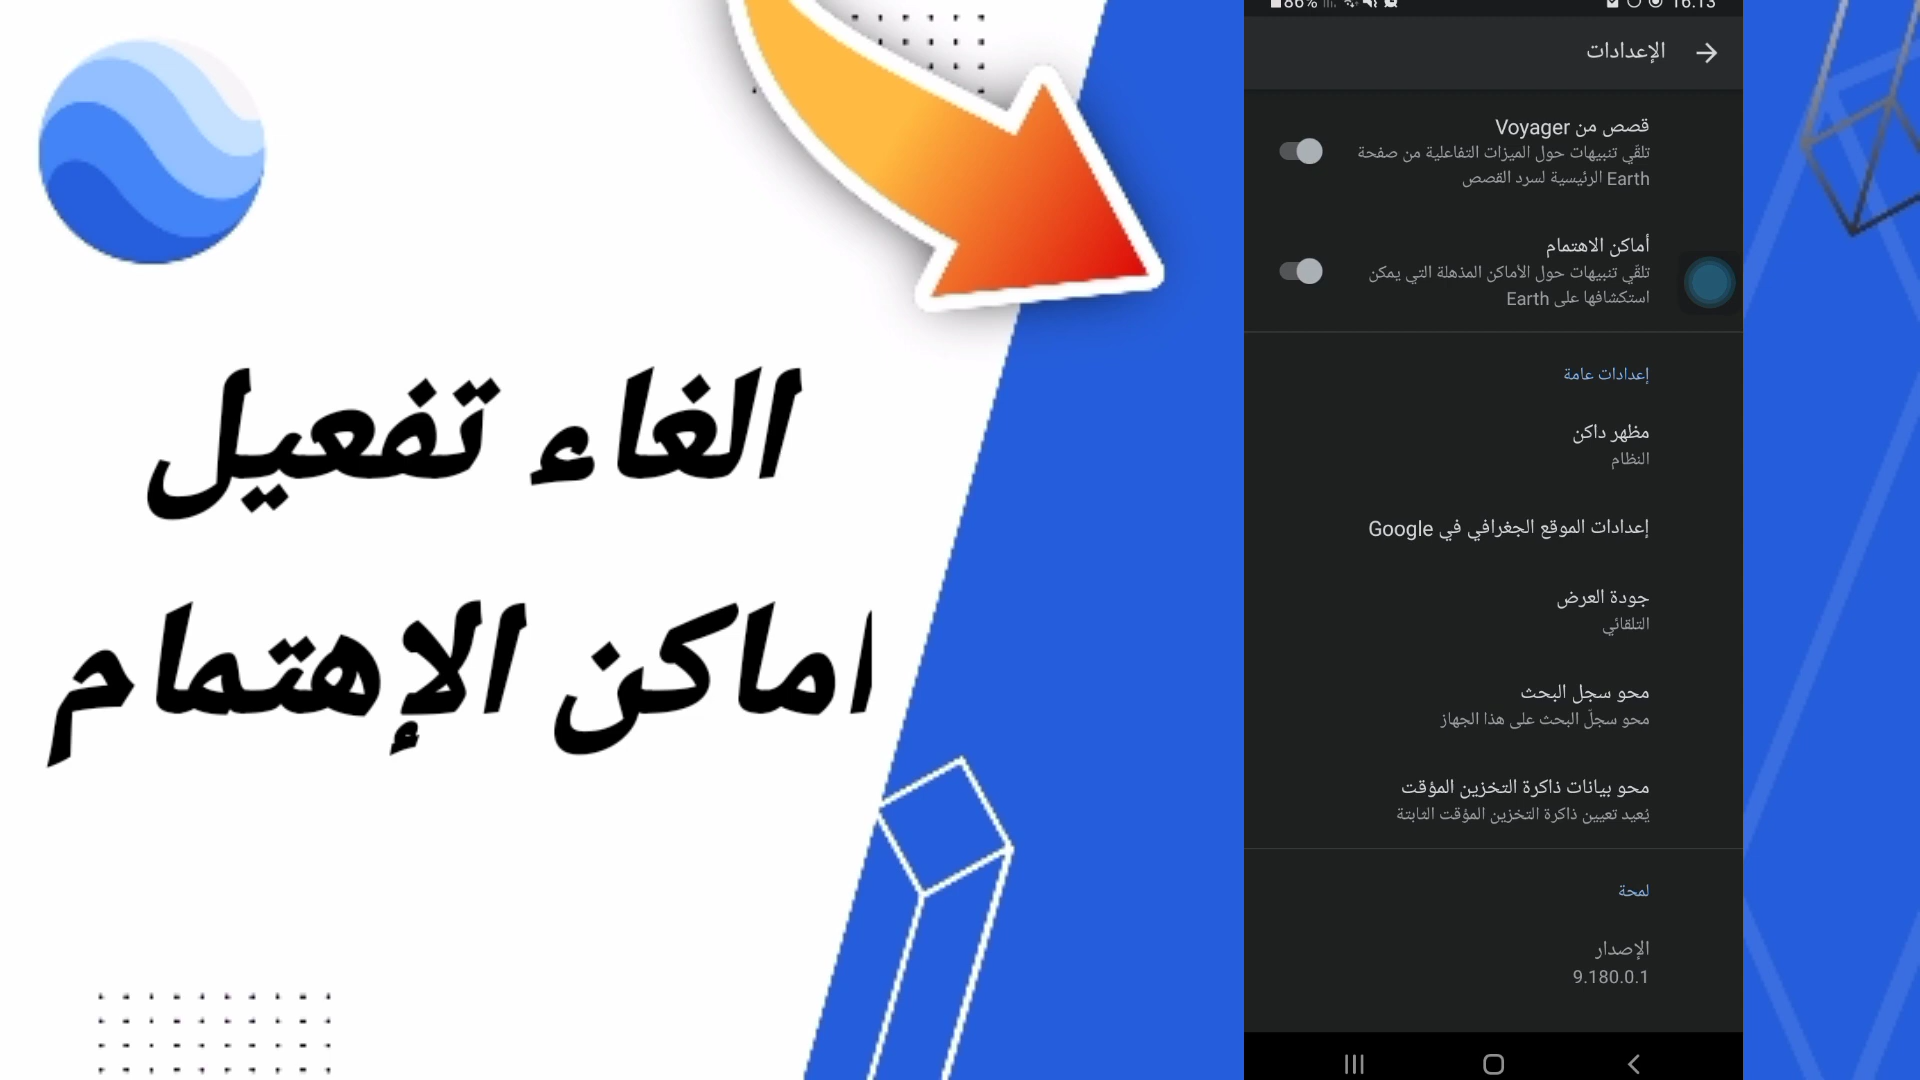 الغاء تفعيل
اماكن الإهتمام
86%
16:13
الإعدادات
قصص من Voyager
تلقّي تنبيهات حول الميزات التفاعلية من صفحة
Earth الرئيسية لسرد القصص
أماكن الاهتمام
تلقّي تنبيهات حول الأماكن المذهلة التي يمكن
استكشافها على Earth
إعدادات عامة
مظهر داكن
النظام
إعدادات الموقع الجغرافي في Google
جودة العرض
التلقائي
محو سجل البحث
محو سجلّ البحث على هذا الجهاز
محو بيانات ذاكرة التخزين المؤقت
يُعيد تعيين ذاكرة التخزين المؤقت الثابتة
لمحة
الإصدار
9.180.0.1